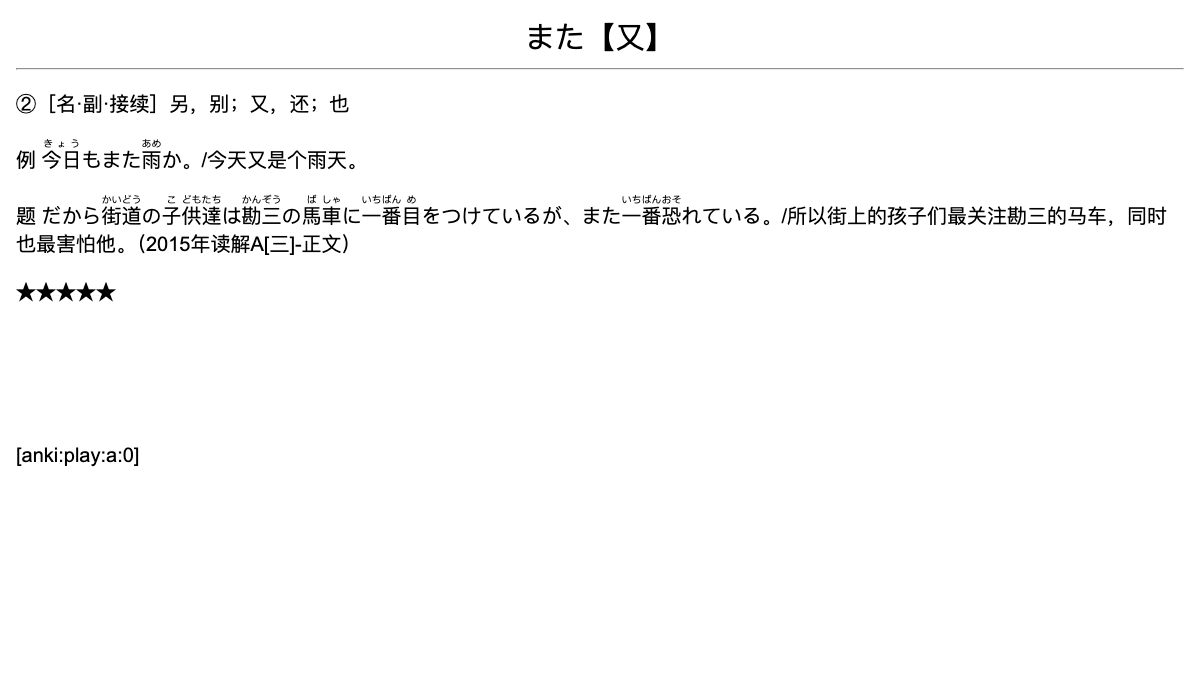 また【又】
②［名·副·接续］另，别；又，还；也
きょう あめ
例 今日もまた雨か。/今天又是个雨天。
かいどう こ どもたち かんぞう ば しゃ いちばん め いちばんおそ
题 だから街道の子供達は勘三の馬車に一番目をつけているが、また一番恐れている。/所以街上的孩子们最关注勘三的马车，同时
也最害怕他。（2015年读解A[三]-正文）
★★★★★
[anki:play:a:0]